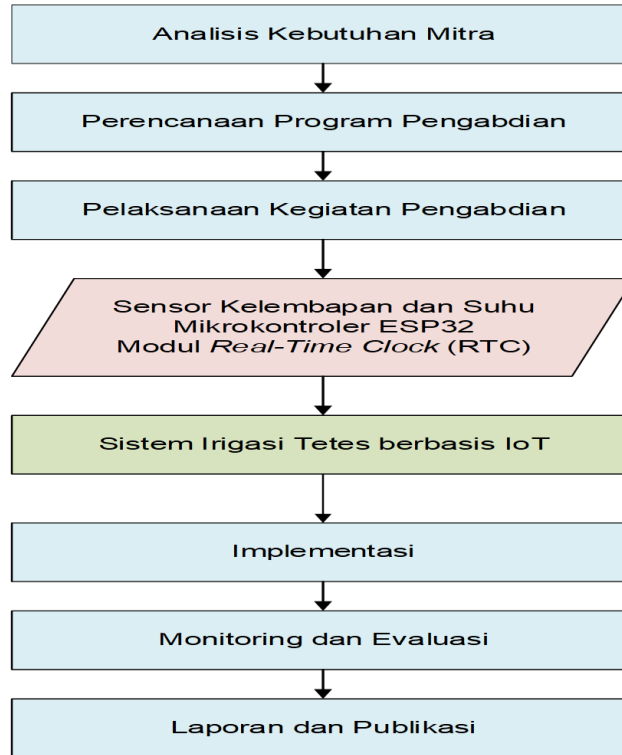 Analisis Kebutuhan Mitra
Perencanaan Program Pengabdian
Pelaksanaan Kegiatan Pengabdian
Sensor Kelembapan dan Suhu
Mikrokontroler ESP32
Modul Real-Time Clock (RTC)
Sistem Irigasi Tetes berbasis IoT
Implementasi
Monitoring dan Evaluasi
Laporan dan Publikasi